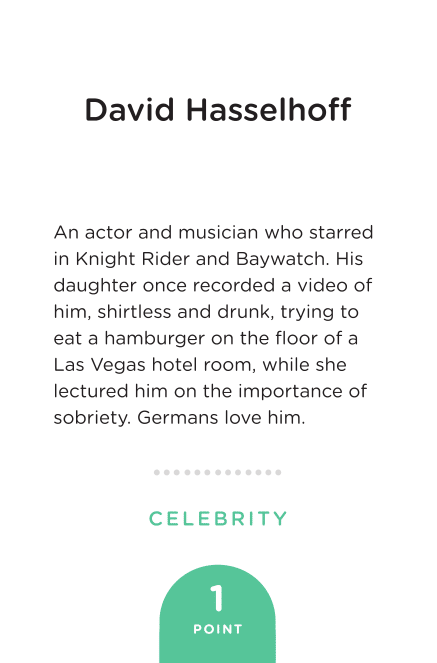 David Hasselhoff
An actor and musician who starred
in Knight Rider and Baywatch. His
daughter once recorded a video of
him, shirtless and drunk, trying to
eat a hamburger on the floor of a
Las Vegas hotel room, while she
lectured him on the importance of
sobriety. Germans love him.
CELEBRITY
1
POINT